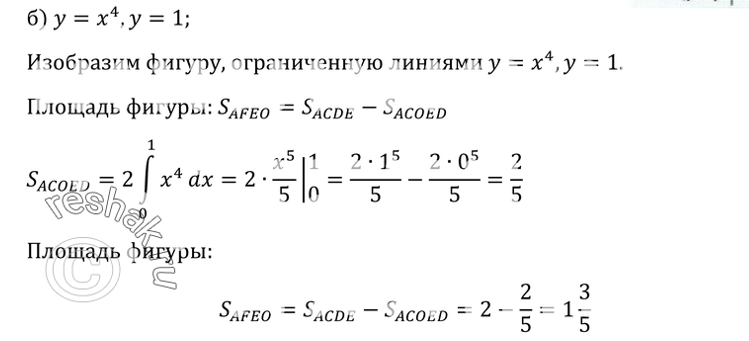 б) y = x⁴, y = 1;
Изобразим фигуру, ограниченную линиями y = x⁴, y = 1.
Площадь фигуры: S_AFEO = S_ACDE − S_ACOED
S_ACOED = 2 ∫₀¹ x⁴ dx = 2 · x⁵/5 |₀¹ = 2 · 1⁵/5 − 2 · 0⁵/5 = 2/5
reshak.ru
©
Площадь фигуры:
S_AFEO = S_ACDE − S_ACOED = 2 − 2/5 = 1 3/5